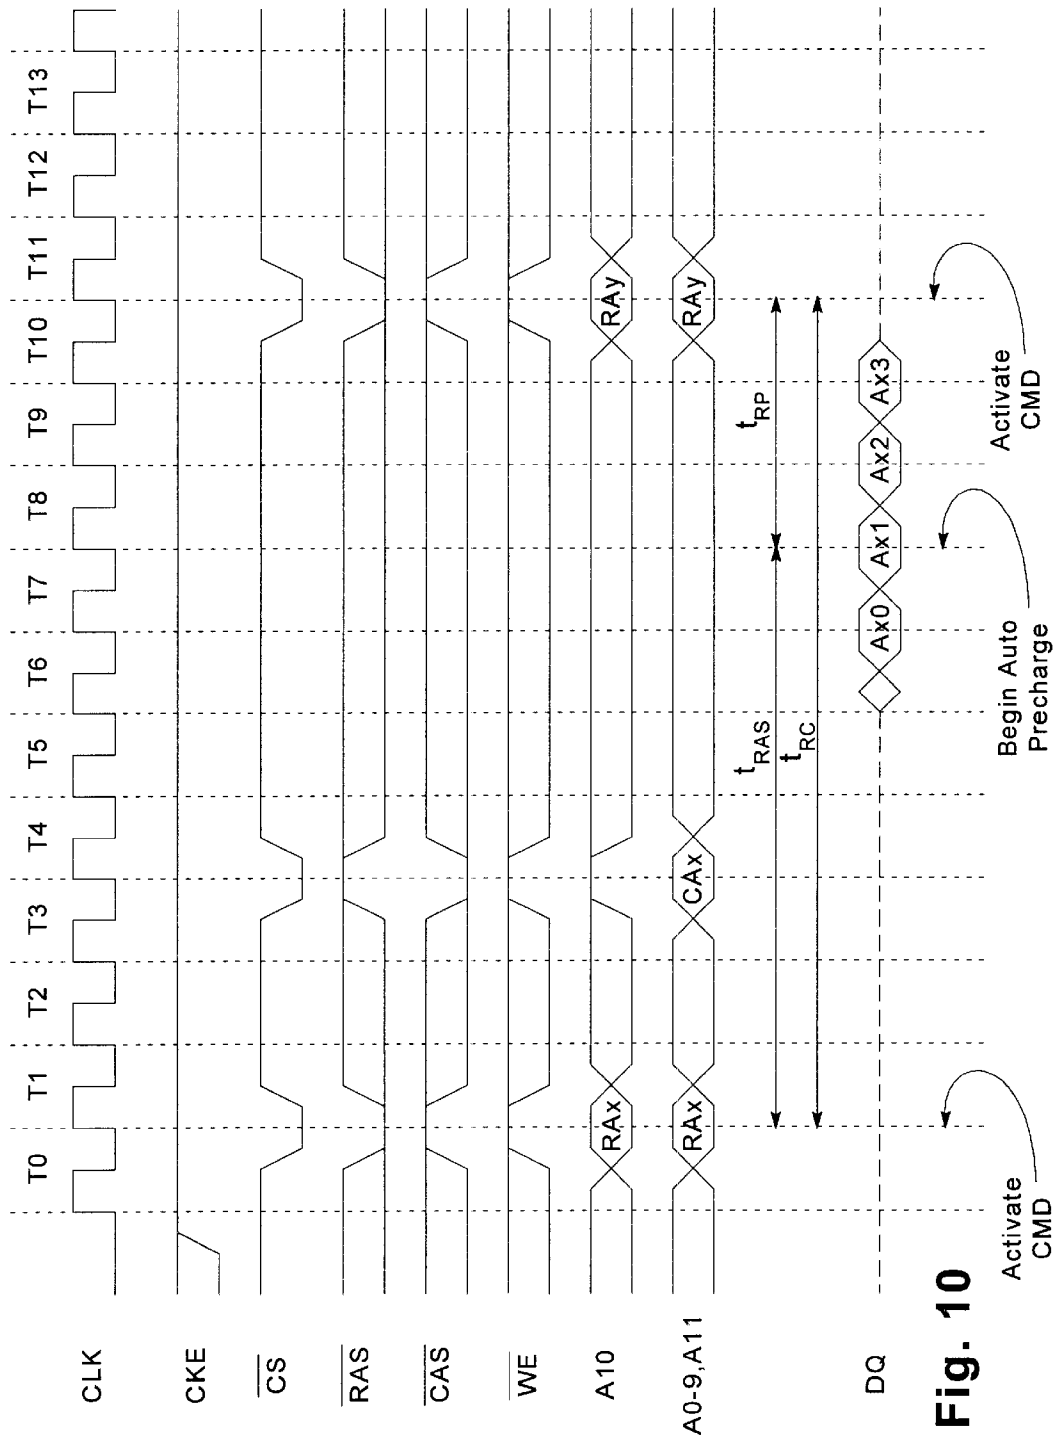 T0 T1 T2 T3 T4 T5 T6 T7 T8 T9 T10 T11 T12 T13
CLK
CKE
CS
RAS
CAS
WE
A10 RAx RAy
A0-9,A11 RAx CAx RAy
tRAS tRP
tRC
DQ Ax0 Ax1 Ax2 Ax3
Activate
CMD
Begin Auto
Precharge
Activate
CMD
Fig. 10